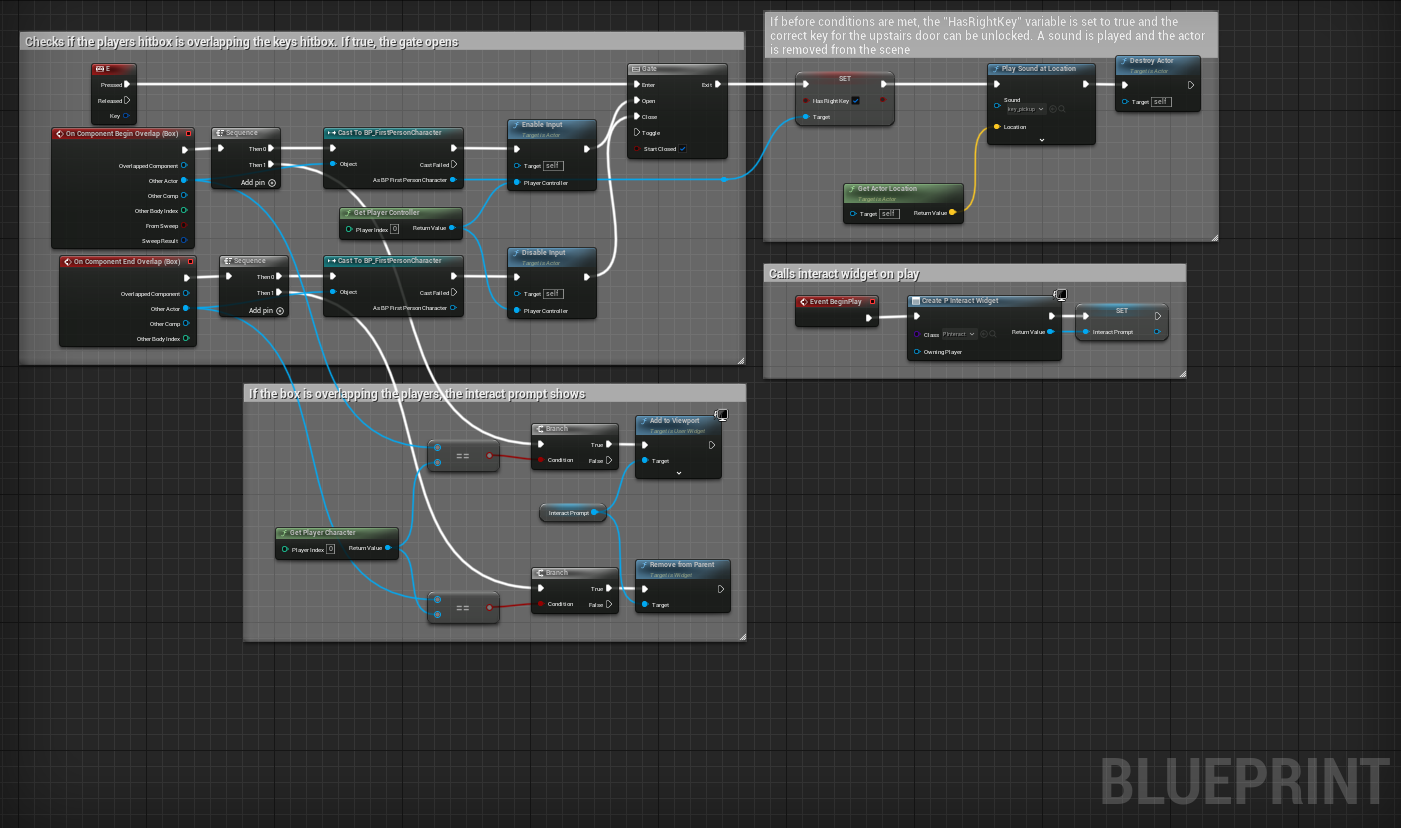 Checks if the players hitbox is overlapping the keys hitbox. If true, the gate opens
E
Pressed
Released
Key
On Component Begin Overlap (Box)
Overlapped Component
Other Actor
Other Comp
Other Body Index
From Sweep
Sweep Result
Sequence
Then 0
Then 1
Add pin
Cast To BP_FirstPersonCharacter
Object
Cast Failed
As BP First Person Character
Enable Input
Target is Actor
Target self
Player Controller
Get Player Controller
Player Index 0
Return Value
Gate
Enter
Exit
Open
Close
Toggle
Start Closed
On Component End Overlap (Box)
Overlapped Component
Other Actor
Other Comp
Other Body Index
Sequence
Then 0
Then 1
Add pin
Cast To BP_FirstPersonCharacter
Object
Cast Failed
As BP First Person Character
Disable Input
Target is Actor
Target self
Player Controller
If before conditions are met, the "HasRightKey" variable is set to true and the
correct key for the upstairs door can be unlocked. A sound is played and the actor
is removed from the scene
SET
Has Right Key
Target
Play Sound at Location
Sound
key_pickup
Location
Destroy Actor
Target is Actor
Target self
Get Actor Location
Target is Actor
Target self
Return Value
Calls interact widget on play
Event BeginPlay
Create P Interact Widget
Class PInteract
Return Value
Owning Player
SET
Interact Prompt
If the box is overlapping the players, the interact prompt shows
==
Branch
True
Condition
False
Add to Viewport
Target is User Widget
Target
Interact Prompt
Get Player Character
Player Index 0
Return Value
==
Branch
True
Condition
False
Remove from Parent
Target is Widget
Target
BLUEPRINT